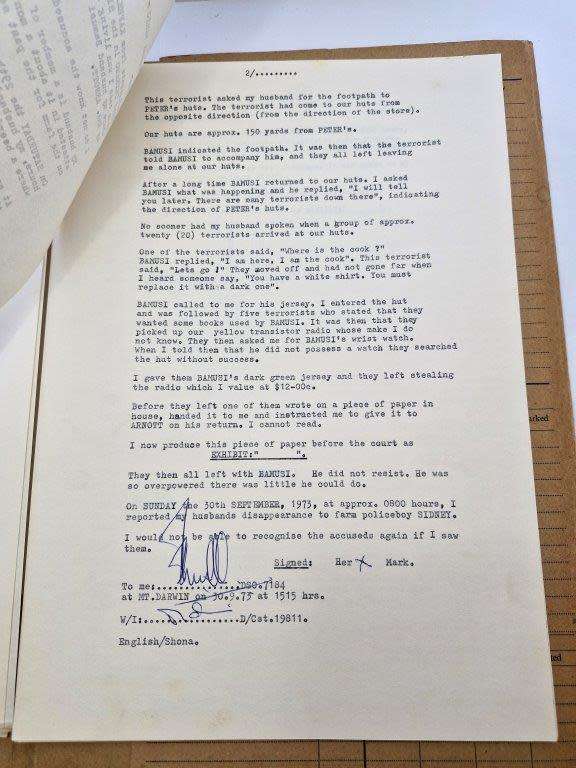 2/.........
This terrorist asked my husband for the footpath to
PETER's huts. The terrorist had come to our huts from
the opposite direction (from the direction of the store).
Our huts are approx. 150 yards from PETER's.
BAMUSI indicated the footpath. It was then that the terrorist
told BAMUSI to accompany him, and they all left leaving
me alone at our huts.
After a long time BAMUSI returned to our huts. I asked
BAMUSI what was happening and he replied, "I will tell
you later. There are many terrorists down there", indicating
the direction of PETER's huts.
No sooner had my husband spoken when a group of approx.
twenty (20) terrorists arrived at our huts.
One of the terrorists said, "Where is the cook ?"
BAMUSI replied, "I am here, I am the cook". This terrorist
said, "Lets go !" They moved off and had not gone far when
I heard someone say, "You have a white shirt. You must
replace it with a dark one".
BAMUSI called to me for his jersey. I entered the hut
and was followed by five terrorists who stated that they
wanted some books used by BAMUSI. It was then that they
picked up our yellow transistor radio whose make I do
not know. They then asked me for BAMUSI's wrist watch.
When I told then that he did not possess a watch they searched
the hut without success.
I gave them BAMUSI's dark green jersey and they left stealing
the radio which I value at $12-00c.
Before they left one of them wrote on a piece of paper in
house, handed it to me and instructed me to give it to
ARNOTT on his return. I cannot read.
I now produce this piece of paper before the court as
EXHIBIT:" ".
They them all left with BAMUSI. He did not resist. He was
so overpowered there was little he could do.
On SUNDAY the 30th SEPTEMBER, 1973, at approx. 0800 hours, I
reported my husbands disappearance to farm policeboy SIDNEY.
I would not be able to recognise the accuseds again if I saw
them.
Signed: Her X Mark.
To me:..............DSO.7184
at MT.DARWIN on 30.9.73 at 1515 hrs.
W/I:................D/Cst.19811.
English/Shona.